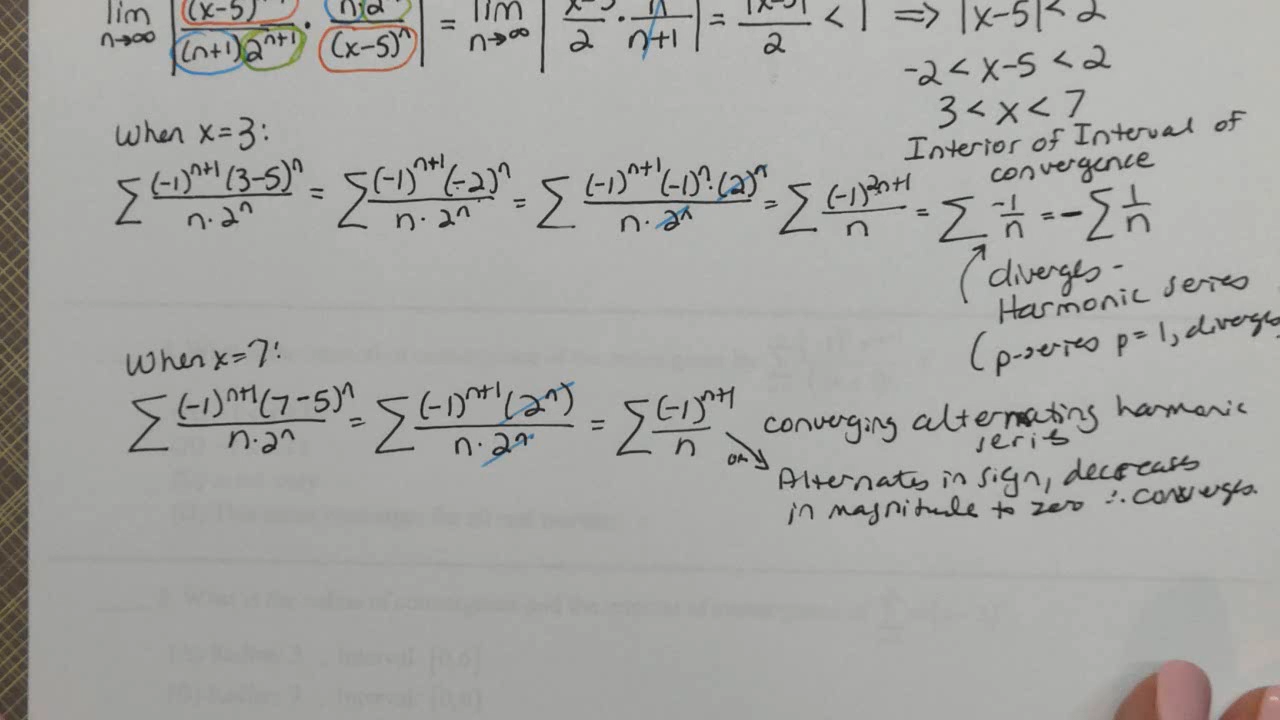 lim n→∞ | (x-5) / (n+1) 2^(n+1) · n·2 / (x-5)^n | = lim n→∞ | x-5 / 2 · n / n+1 | = |x-5| / 2 < 1 ⟹ |x-5| < 2
-2 < x-5 < 2
3 < x < 7
Interior of Interval of convergence
When x=3:
∑ (-1)^(n+1) (3-5)^n / n·2^n = ∑ (-1)^(n+1) (-2)^n / n·2^n = ∑ (-1)^(n+1) (-1)^n · (2)^n / n·2^n = ∑ (-1)^(2n+1) / n = ∑ -1/n = -∑ 1/n
diverges -
Harmonic series
(p-series p=1, diverges
When x=7:
∑ (-1)^(n+1) (7-5)^n / n·2^n = ∑ (-1)^(n+1) (2^n) / n·2^n = ∑ (-1)^(n+1) / n converging alternating harmonic
series
or Alternates in sign, decreases
in magnitude to zero ∴ converges.